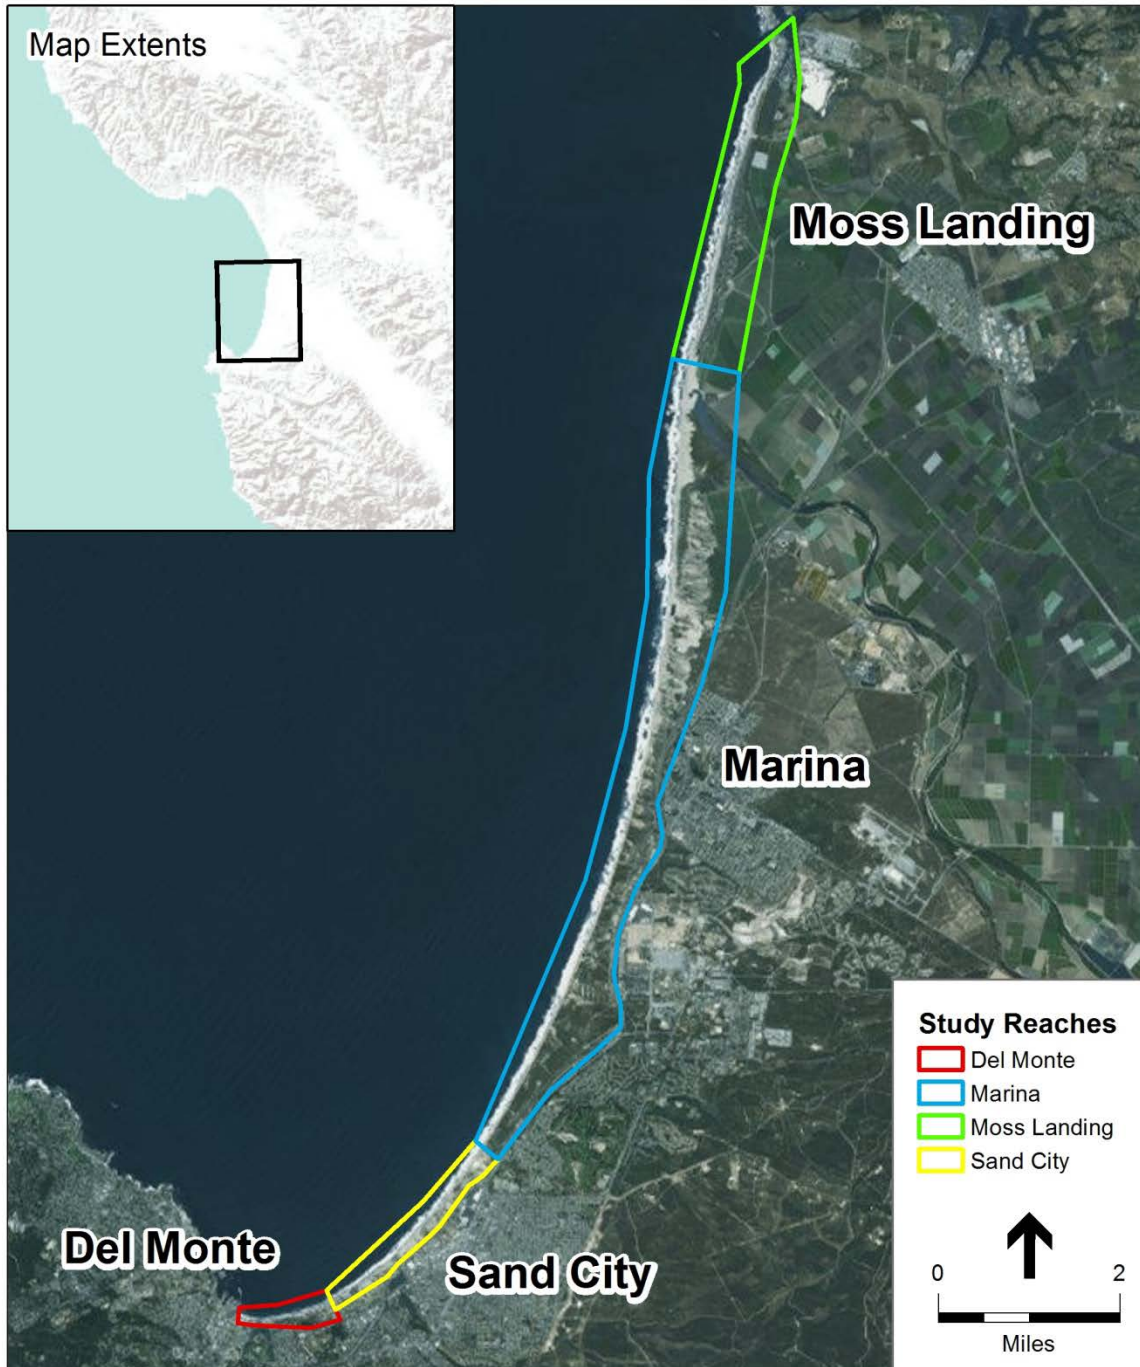 Map Extents
Moss Landing
Marina
Del Monte
Sand City
Study Reaches
Del Monte
Marina
Moss Landing
Sand City
0 2
Miles